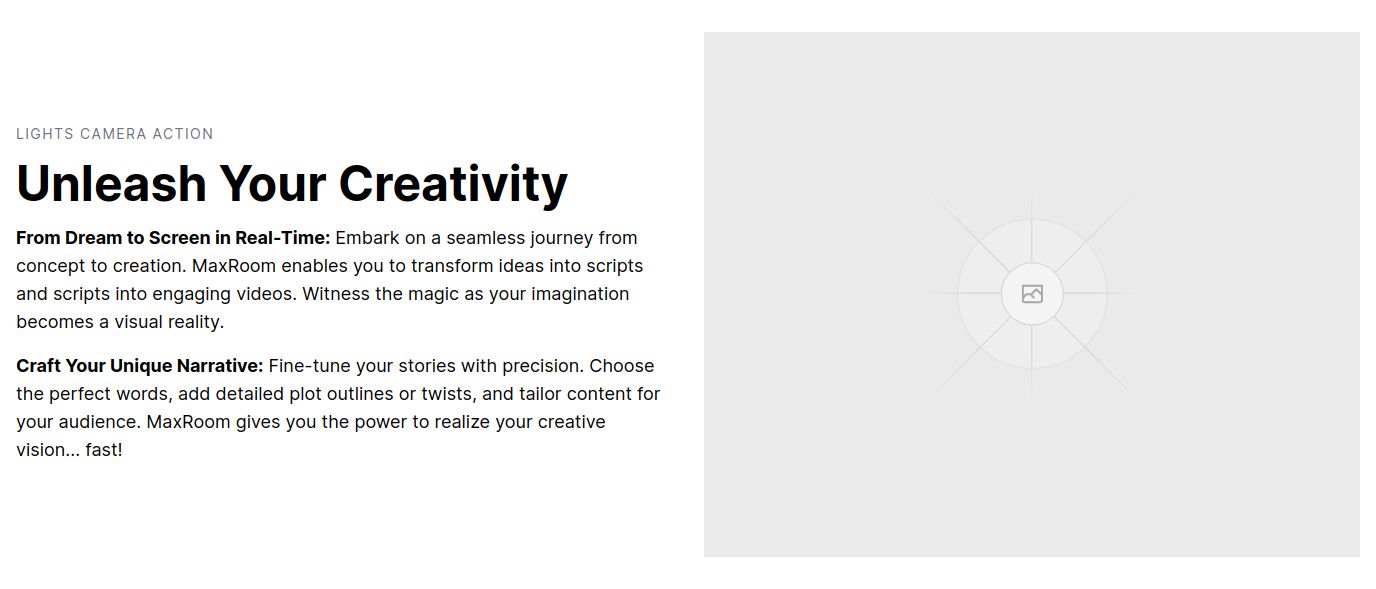 LIGHTS CAMERA ACTION
Unleash Your Creativity
From Dream to Screen in Real-Time: Embark on a seamless journey from
concept to creation. MaxRoom enables you to transform ideas into scripts
and scripts into engaging videos. Witness the magic as your imagination
becomes a visual reality.
Craft Your Unique Narrative: Fine-tune your stories with precision. Choose
the perfect words, add detailed plot outlines or twists, and tailor content for
your audience. MaxRoom gives you the power to realize your creative
vision... fast!